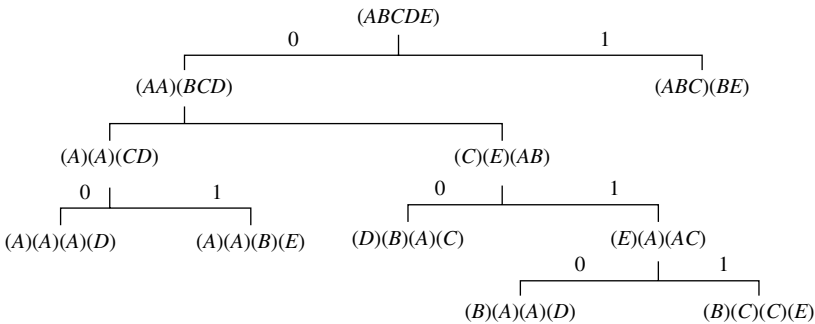 (ABCDE)
0 1
(AA)(BCD) (ABC)(BE)
(A)(A)(CD) (C)(E)(AB)
0 1 0 1
(A)(A)(A)(D) (A)(A)(B)(E) (D)(B)(A)(C) (E)(A)(AC)
0 1
(B)(A)(A)(D) (B)(C)(C)(E)